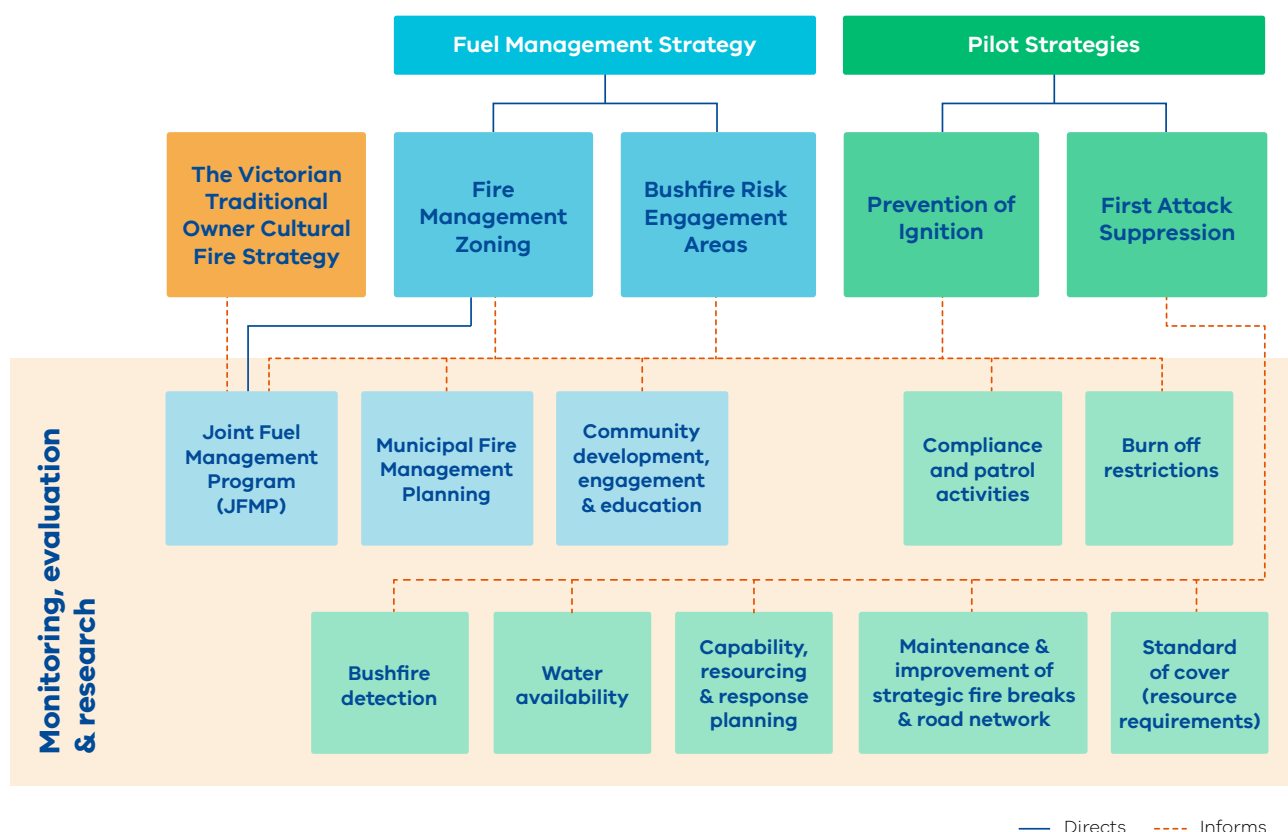 Fuel Management Strategy
Pilot Strategies
The Victorian
Traditional
Owner Cultural
Fire Strategy
Fire
Management
Zoning
Bushfire Risk
Engagement
Areas
Prevention of
Ignition
First Attack
Suppression
Monitoring, evaluation
& research
Joint Fuel
Management
Program
(JFMP)
Municipal Fire
Management
Planning
Community
development,
engagement
& education
Compliance
and patrol
activities
Burn off
restrictions
Bushfire
detection
Water
availability
Capability,
resourcing
& response
planning
Maintenance &
improvement of
strategic fire breaks
& road network
Standard
of cover
(resource
requirements)
Directs
Informs